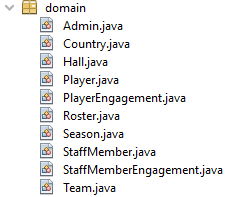 domain
Admin.java
Country.java
Hall.java
Player.java
PlayerEngagement.java
Roster.java
Season.java
StaffMember.java
StaffMemberEngagement.java
Team.java